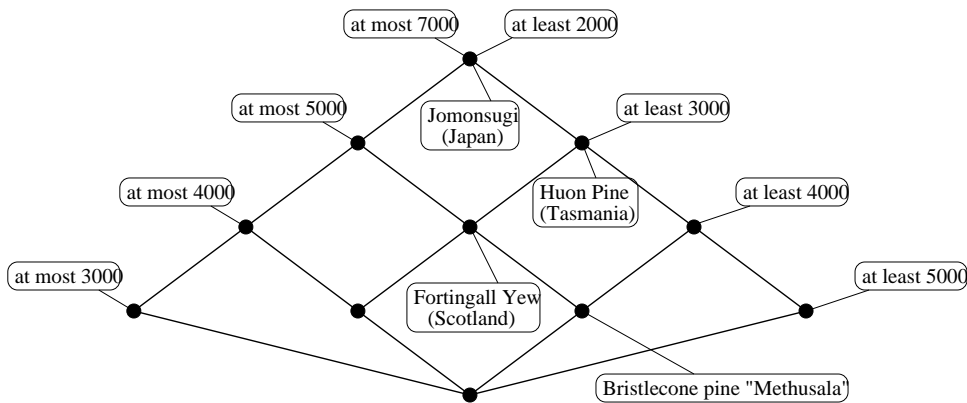 at most 7000
at least 2000
at most 5000
Jomonsugi
(Japan)
at least 3000
at most 4000
Huon Pine
(Tasmania)
at least 4000
at most 3000
Fortingall Yew
(Scotland)
at least 5000
Bristlecone pine "Methusala"